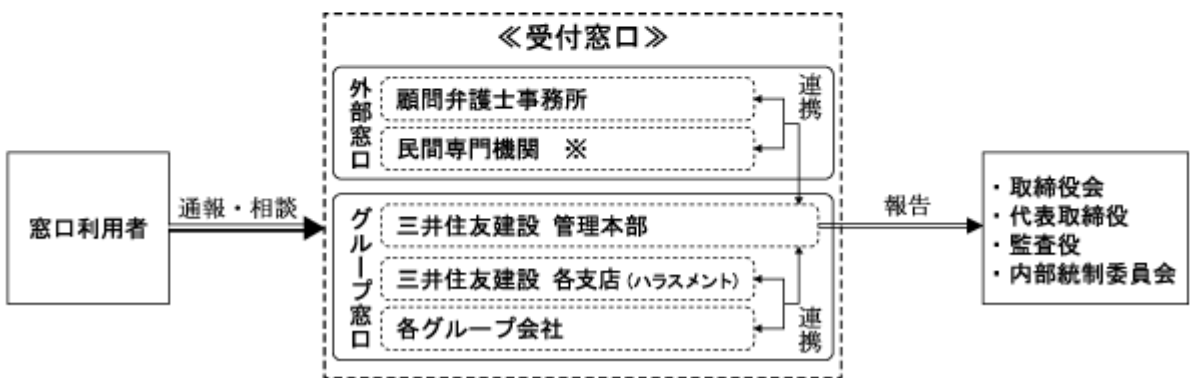 ≪受付窓口≫
外部窓口
顧問弁護士事務所
民間専門機関 ※
連携
窓口利用者
通報・相談
グループ窓口
三井住友建設 管理本部
三井住友建設 各支店(ハラスメント)
各グループ会社
連携
報告
・取締役会
・代表取締役
・監査役
・内部統制委員会